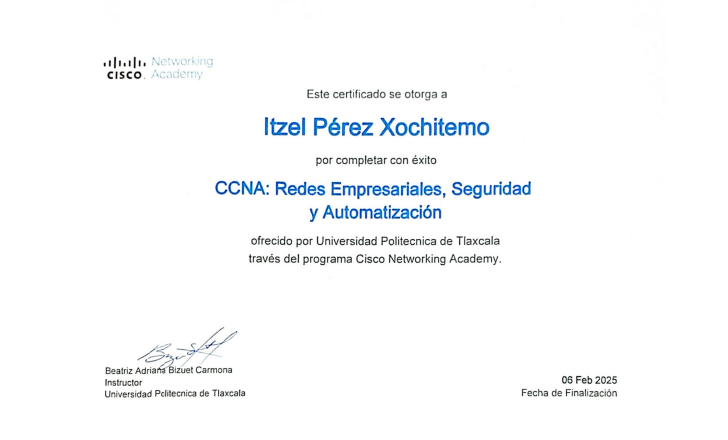 Networking
CISCO. Academy
Este certificado se otorga a
Itzel Pérez Xochitemo
por completar con éxito
CCNA: Redes Empresariales, Seguridad
y Automatización
ofrecido por Universidad Politecnica de Tlaxcala
través del programa Cisco Networking Academy.
Beatriz Adriana Bizuet Carmona
Instructor
Universidad Politecnica de Tlaxcala
06 Feb 2025
Fecha de Finalización